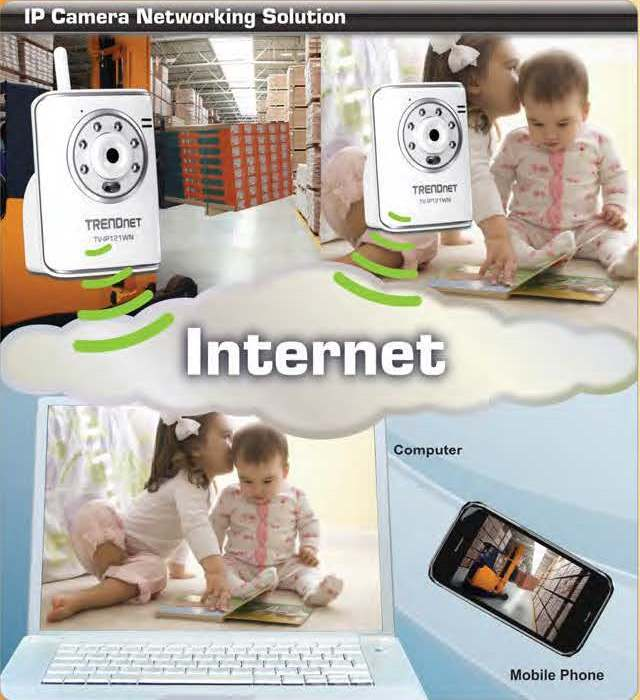 IP Camera Networking Solution
TRENDNET
TV-IP121WN
TRENDNET
TV-IP121WN
Internet
Computer
Mobile Phone